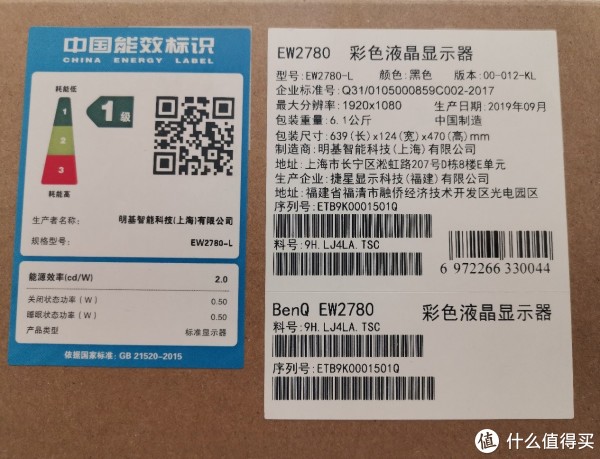 中国能效标识
CHINA ENERGY LABEL
耗能低
1
2
3
耗能高
1级
生产者名称: 明基智能科技(上海)有限公司
规格型号: EW2780-L
能源效率(cd/W) 2.0
关闭状态功率(W) 0.50
睡眠状态功率(W) 0.50
产品类型 标准显示器
依据国家标准: GB 21520-2015
EW2780 彩色液晶显示器
型号:EW2780-L 颜色:黑色 版本:00-012-KL
企业标准号:Q31/0105000859C002-2017
最大分辨率:1920x1080 生产日期:2019年09月
包装重量:6.1公斤 中国制造
包装尺寸:639(长)x124(宽)x470(高)mm
制造商:明基智能科技(上海)有限公司
地址:上海市长宁区淞虹路207号D栋8楼E单元
生产企业:捷星显示科技(福建)有限公司
地址:福建省福清市融侨经济技术开发区光电园区
序列号:ETB9K0001501Q
料号:9H.LJ4LA.TSC
6 972266 330044
BenQ EW2780 彩色液晶显示器
料号:9H.LJ4LA.TSC
序列号:ETB9K0001501Q
值 什么值得买